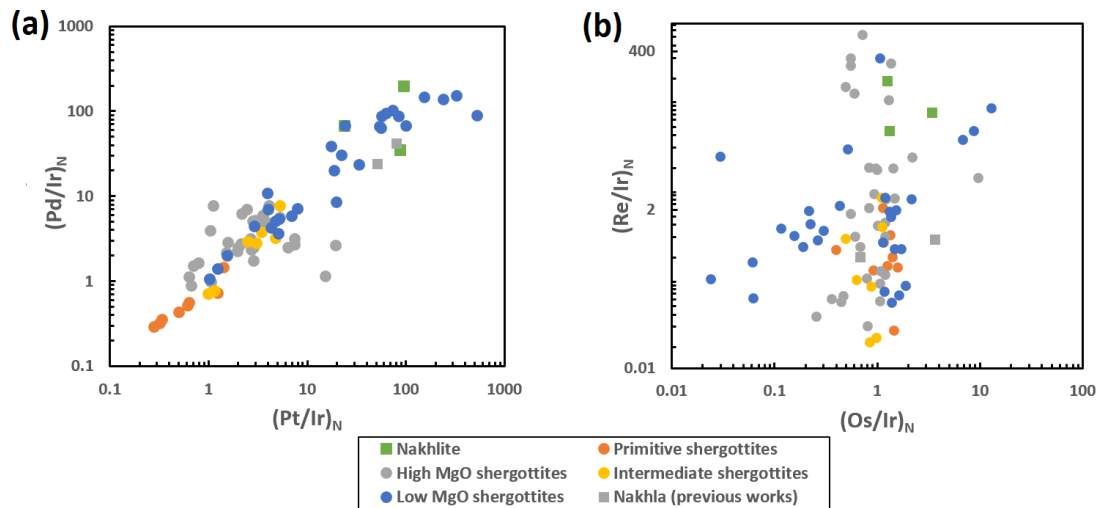 (a)
1000
100
10
1
0.1
(Pd/Ir)N
0.1
1
10
100
1000
(Pt/Ir)N
(b)
400
2
0.01
(Re/Ir)N
0.01
0.1
1
10
100
(Os/Ir)N
Nakhlite
Primitive shergottites
High MgO shergottites
Intermediate shergottites
Low MgO shergottites
Nakhla (previous works)